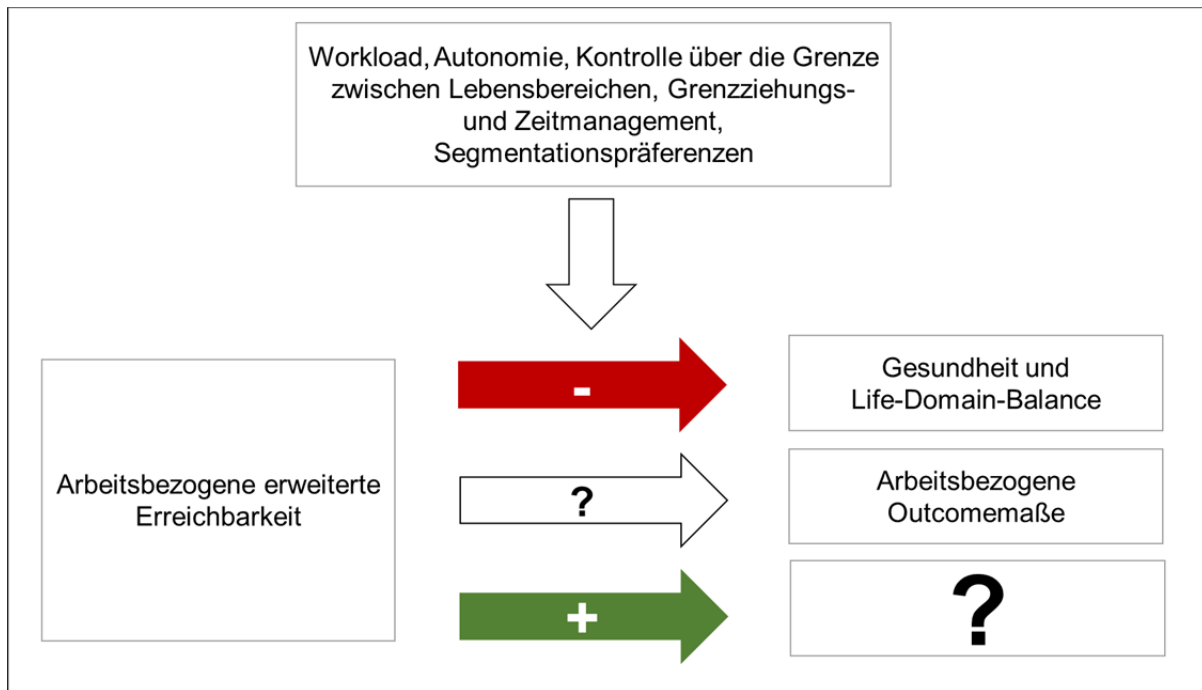 Workload, Autonomie, Kontrolle über die Grenze
zwischen Lebensbereichen, Grenzziehungs-
und Zeitmanagement,
Segmentationspräferenzen
Arbeitsbezogene erweiterte
Erreichbarkeit
-
?
+
Gesundheit und
Life-Domain-Balance
Arbeitsbezogene
Outcomemaße
?